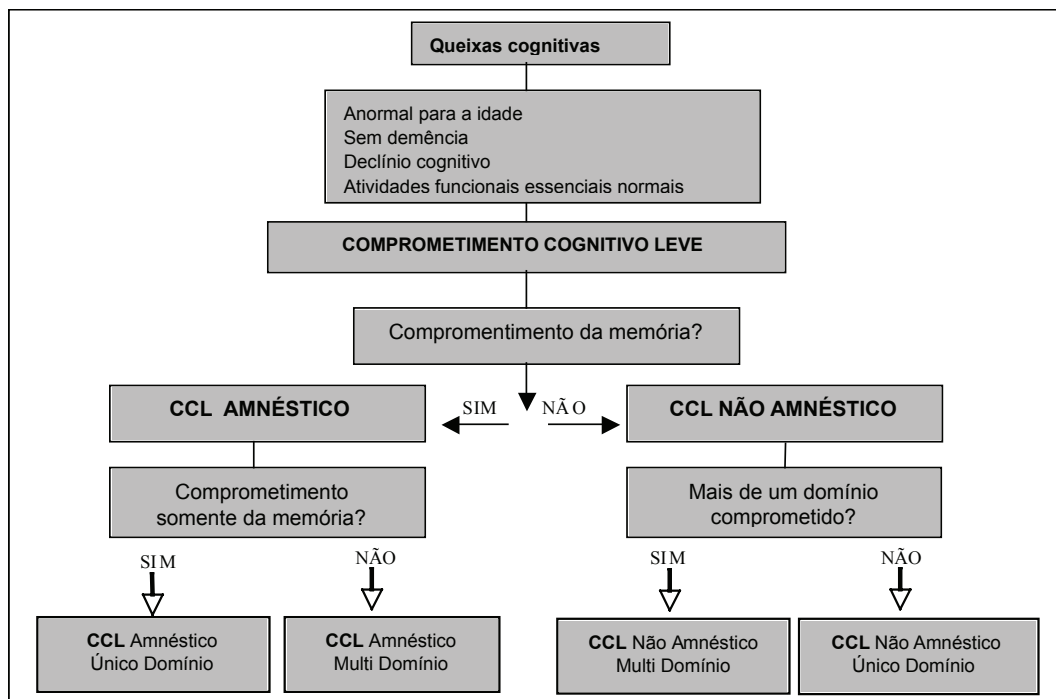 Queixas cognitivas
Anormal para a idade
Sem demência
Declínio cognitivo
Atividades funcionais essenciais normais
COMPROMETIMENTO COGNITIVO LEVE
Compromentimento da memória?
SIM
NÃO
CCL AMNÉSTICO
CCL NÃO AMNÉSTICO
Comprometimento
somente da memória?
Mais de um domínio
comprometido?
SIM
NÃO
SIM
NÃO
CCL Amnéstico
Único Domínio
CCL Amnéstico
Multi Domínio
CCL Não Amnéstico
Multi Domínio
CCL Não Amnéstico
Único Domínio